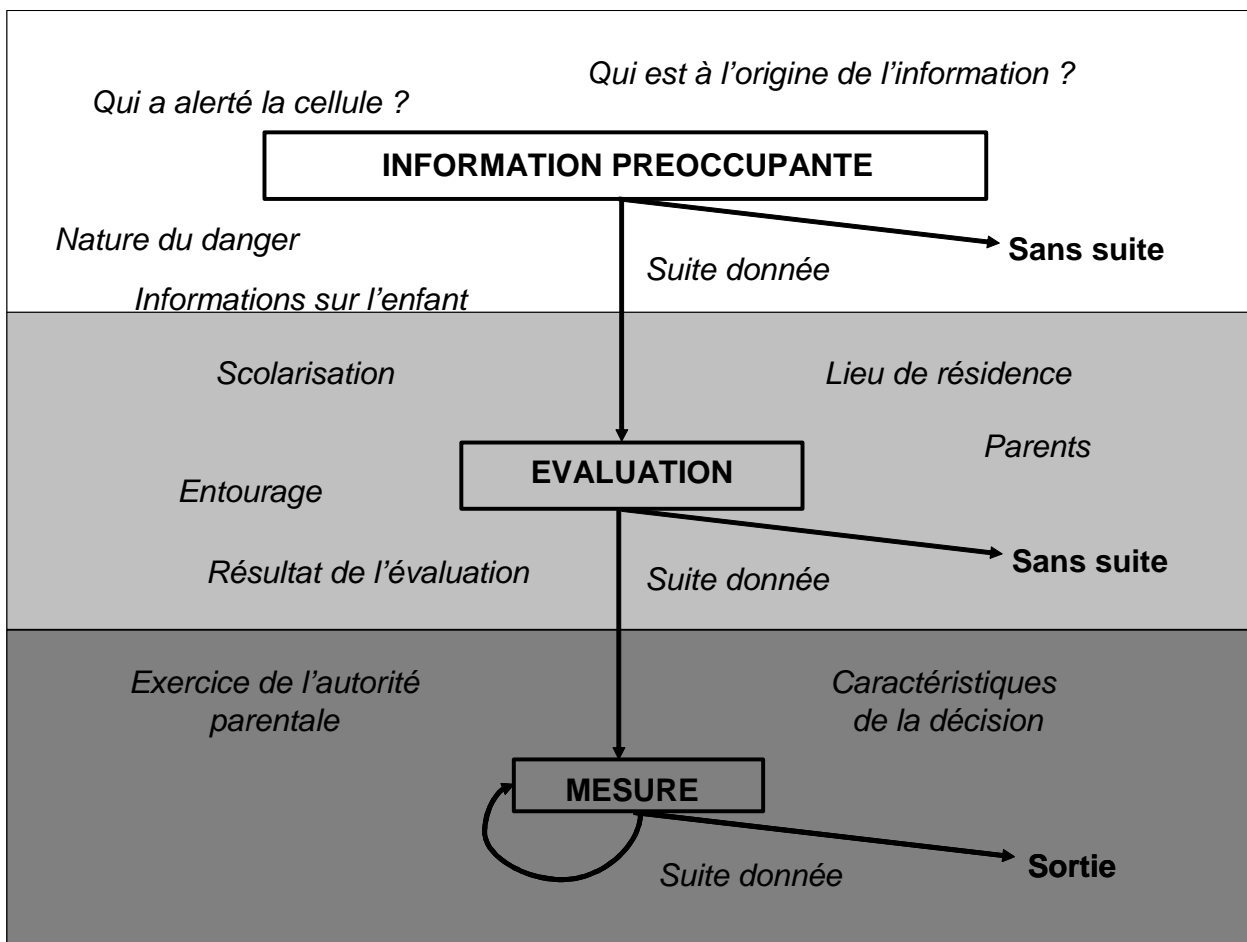 Qui est à l’origine de l’information ?
Qui a alerté la cellule ?
INFORMATION PREOCCUPANTE
Nature du danger
Sans suite
Suite donnée
Informations sur l’enfant
Scolarisation
Lieu de résidence
Parents
EVALUATION
Entourage
Sans suite
Résultat de l’évaluation
Suite donnée
Exercice de l’autorité
parentale
Caractéristiques
de la décision
MESURE
Suite donnée
Sortie